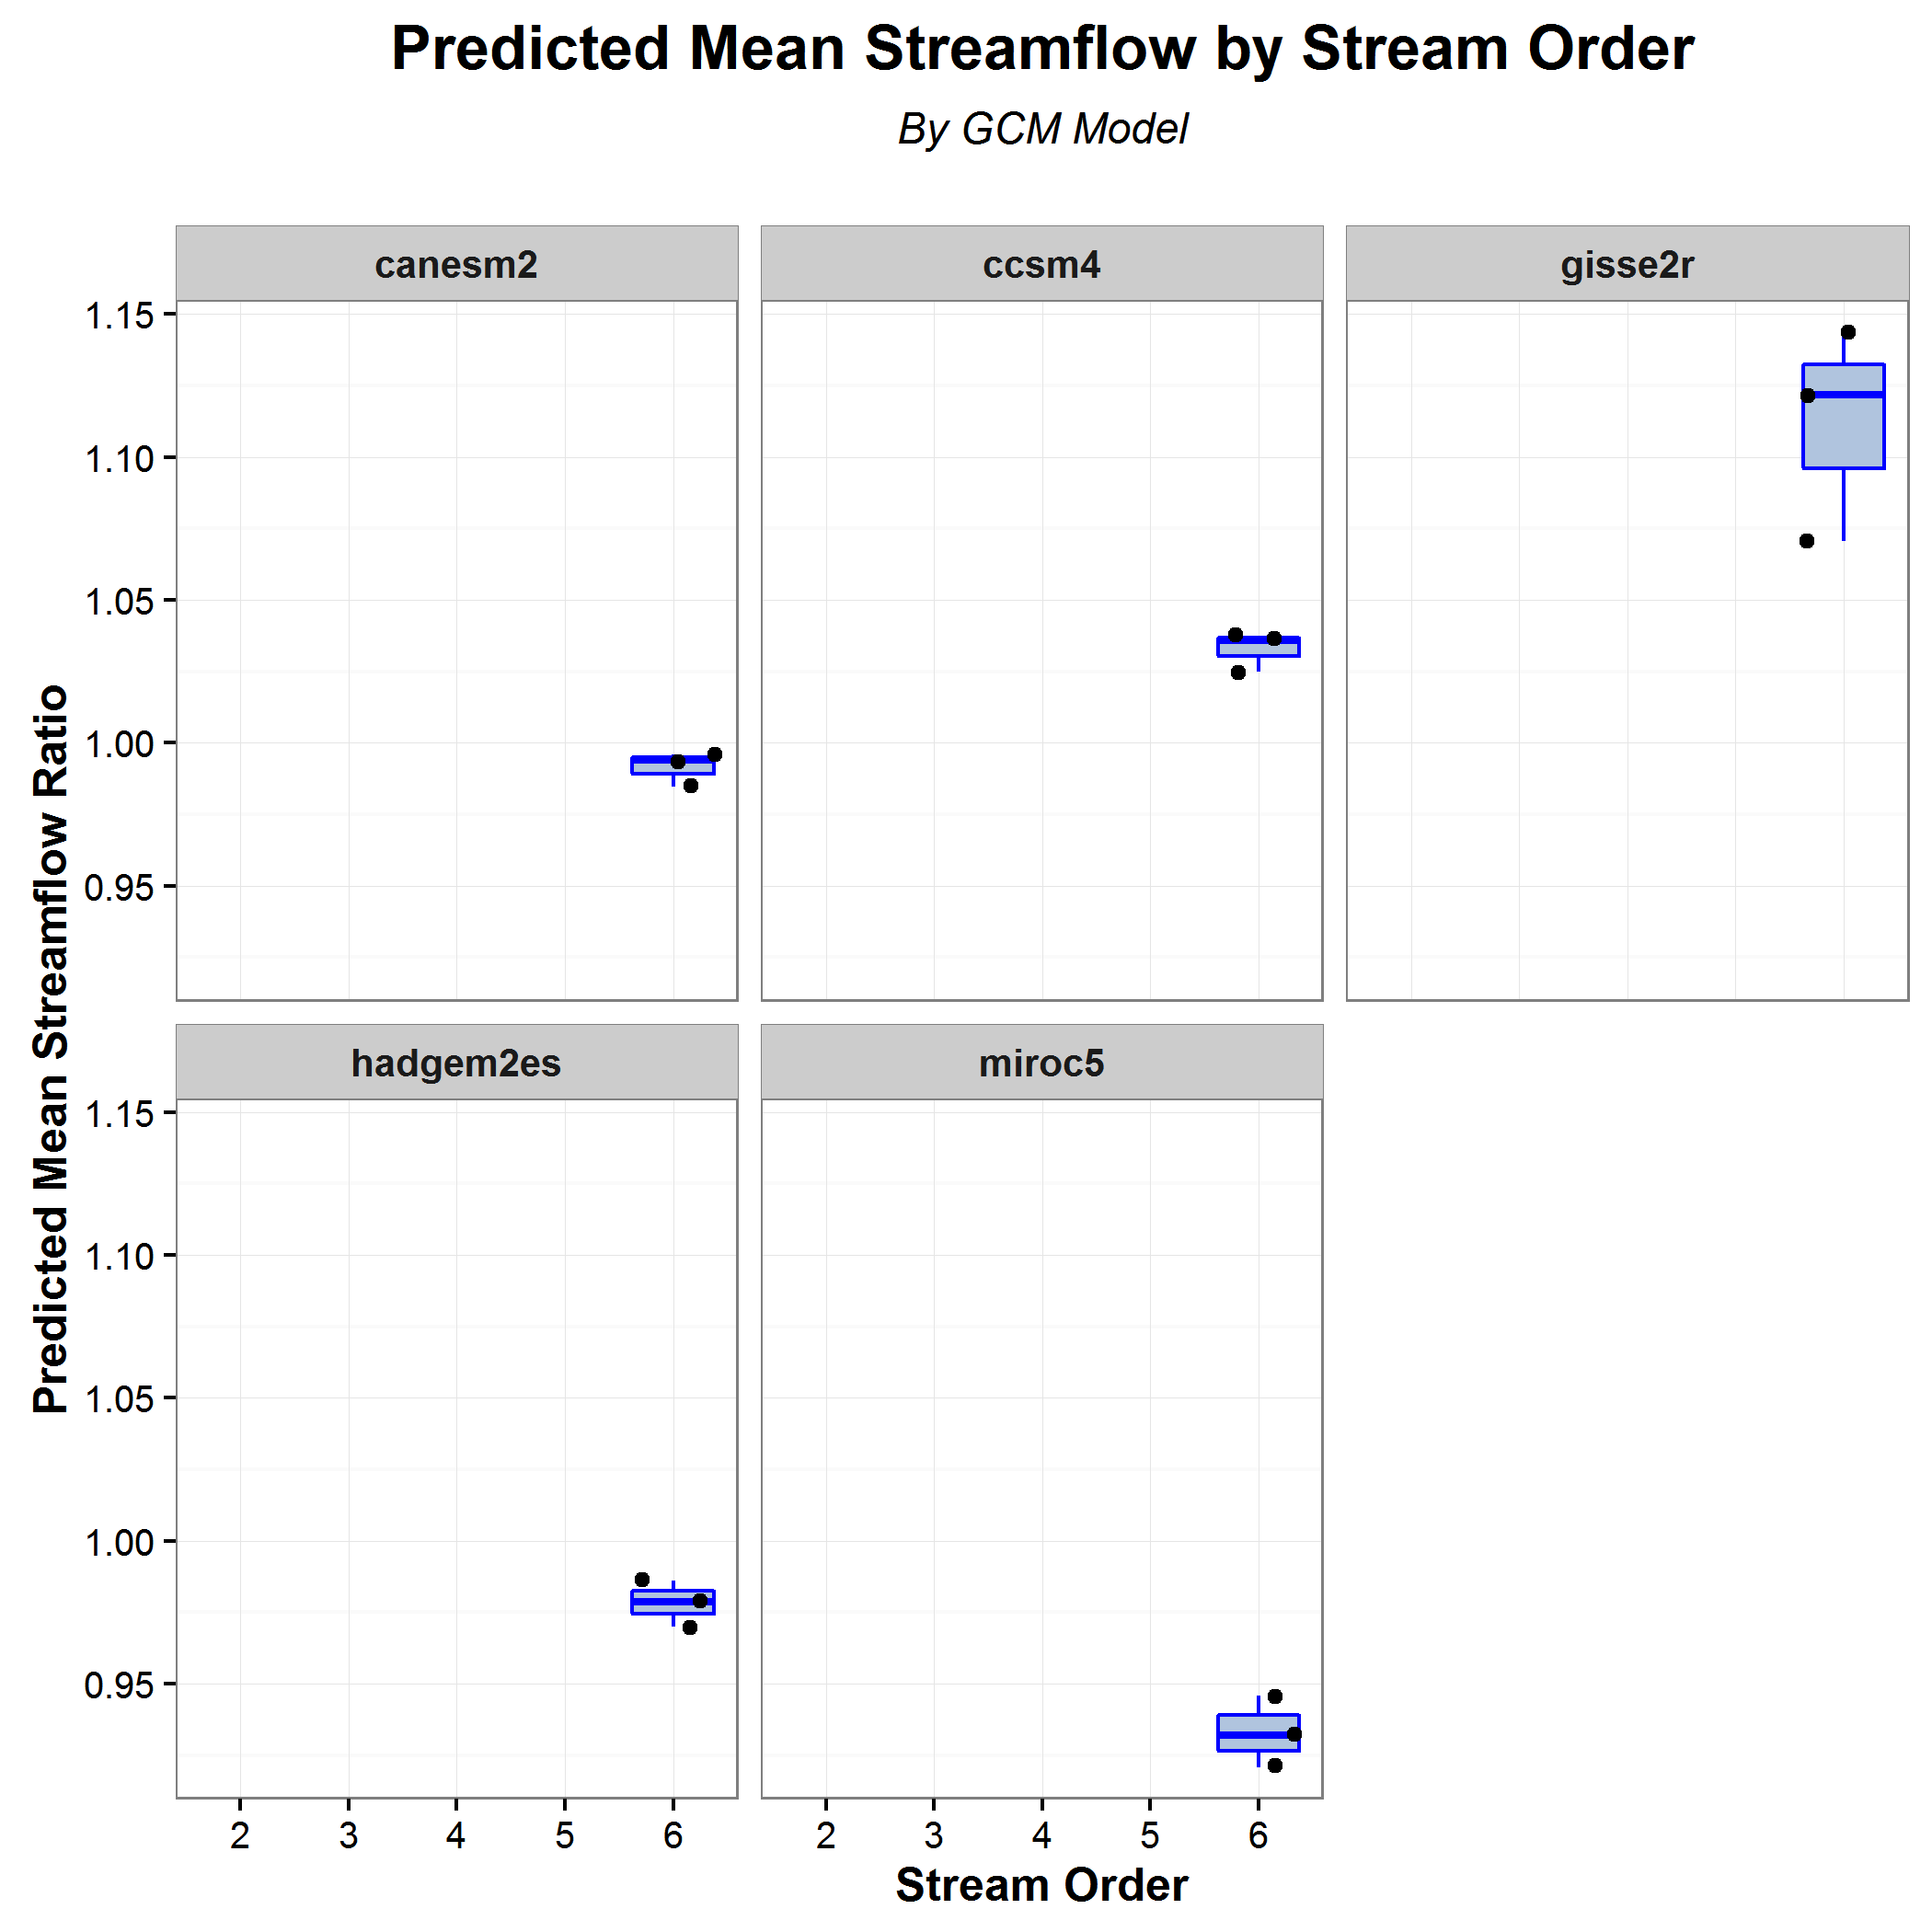 Predicted Mean Streamflow by Stream Order
By GCM Model
canesm2
ccsm4
gisse2r
1.15
1.10
1.05
1.00
0.95
Predicted Mean Streamflow Ratio
hadgem2es
miroc5
1.15
1.10
1.05
1.00
0.95
2 3 4 5 6
2 3 4 5 6
Stream Order